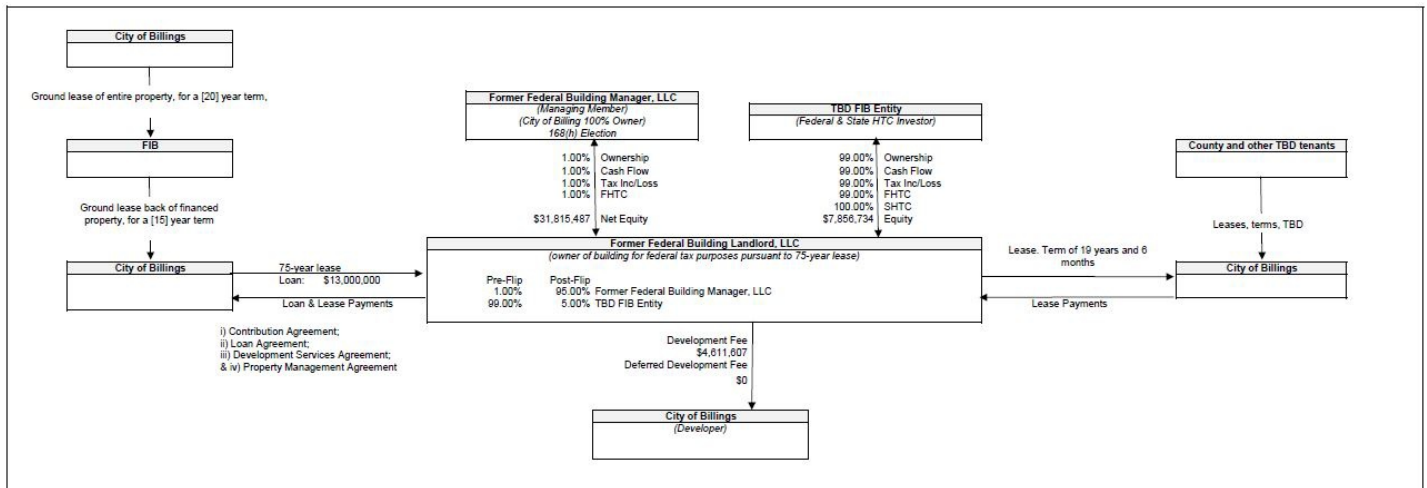 City of Billings
Ground lease of entire property, for a [20] year term,
FIB
Ground lease back of financed
property, for a [15] year term
City of Billings
75-year lease
Loan: $13,000,000
Loan & Lease Payments
i) Contribution Agreement;
ii) Loan Agreement;
iii) Development Services Agreement;
& iv) Property Management Agreement
Former Federal Building Manager, LLC
(Managing Member)
(City of Billing 100% Owner)
168(h) Election
1.00% Ownership
1.00% Cash Flow
1.00% Tax Inc/Loss
1.00% FHTC
$31,815,487 Net Equity
TBD FIB Entity
(Federal & State HTC Investor)
99.00% Ownership
99.00% Cash Flow
99.00% Tax Inc/Loss
99.00% FHTC
100.00% SHTC
$7,856,734 Equity
Former Federal Building Landlord, LLC
(owner of building for federal tax purposes pursuant to 75-year lease)
Pre-Flip Post-Flip
1.00% 95.00% Former Federal Building Manager, LLC
99.00% 5.00% TBD FIB Entity
Development Fee
$4,611,607
Deferred Development Fee
$0
City of Billings
(Developer)
County and other TBD tenants
Leases, terms, TBD
Lease. Term of 19 years and 6
months
City of Billings
Lease Payments